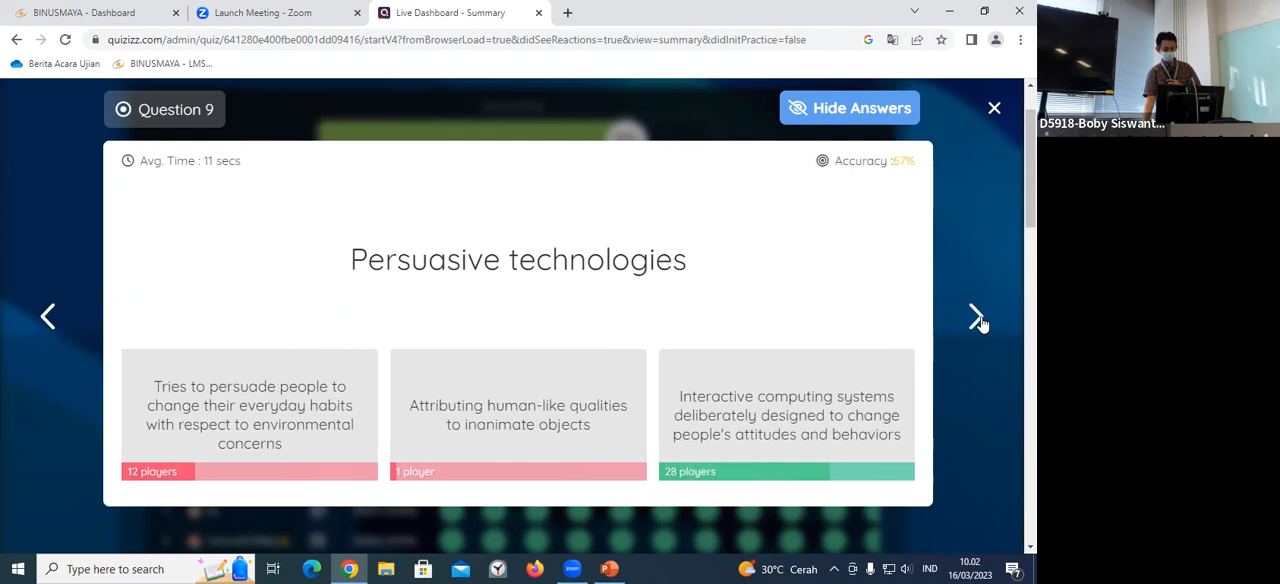 BINUSMAYA - Dashboard
Launch Meeting - Zoom
Live Dashboard - Summary
quizizz.com/admin/quiz/641280e400fbe0001dd09416/startV4?fromBrowserLoad=true&didSeeReactions=true&view=summary&didInitPractice=false
Berita Acara Ujian
BINUSMAYA - LMS...
D5918-Boby Siswant...
Question 9
Hide Answers
Avg. Time : 11 secs
Accuracy :67%
Persuasive technologies
Tries to persuade people to
change their everyday habits
with respect to environmental
concerns
12 players
Attributing human-like qualities
to inanimate objects
1 player
Interactive computing systems
deliberately designed to change
people's attitudes and behaviors
28 players
Type here to search
30°C Cerah
IND
10.02
16/03/2023